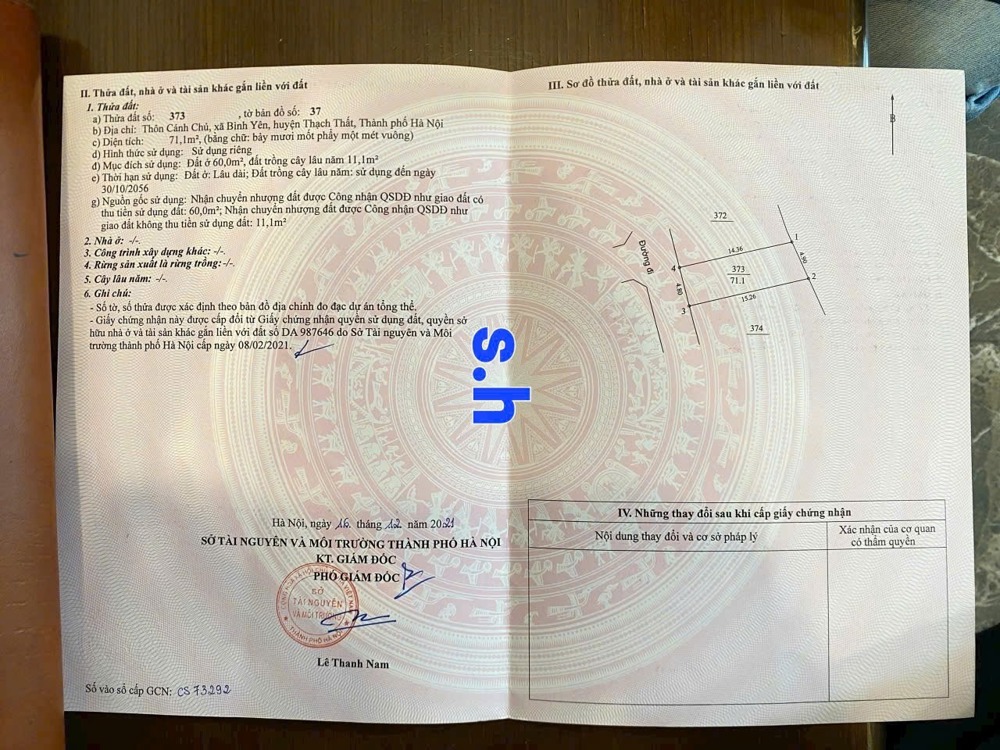 II. Thửa đất, nhà ở và tài sản khác gắn liền với đất
1. Thửa đất:
a) Thửa đất số: 373 , tờ bản đồ số: 37
b) Địa chỉ: Thôn Cánh Chủ, xã Bình Yên, huyện Thạch Thất, Thành phố Hà Nội
c) Diện tích: 71,1m², (bằng chữ: bảy mươi mốt phẩy một mét vuông)
d) Hình thức sử dụng: Sử dụng riêng
đ) Mục đích sử dụng: Đất ở 60,0m², đất trồng cây lâu năm 11,1m²
e) Thời hạn sử dụng: Đất ở: Lâu dài; Đất trồng cây lâu năm: sử dụng đến ngày
30/10/2056
g) Nguồn gốc sử dụng: Nhận chuyển nhượng đất được Công nhận QSDĐ như giao đất có
thu tiền sử dụng đất: 60,0m²; Nhận chuyển nhượng đất được Công nhận QSDĐ như
giao đất không thu tiền sử dụng đất: 11,1m²
2. Nhà ở: -/-.
3. Công trình xây dựng khác: -/-.
4. Rừng sản xuất là rừng trồng:-/-.
5. Cây lâu năm: -/-
6. Ghi chú:
- Số tờ, số thửa được xác định theo bản đồ địa chính đo đạc dự án tổng thể.
- Giấy chứng nhận này được cấp đổi từ Giấy chứng nhận quyền sử dụng đất, quyền sở
hữu nhà ở và tài sản khác gắn liền với đất số DA 987646 do Sở Tài nguyên và Môi
trường thành phố Hà Nội cấp ngày 08/02/2021.
s.h
Hà Nội, ngày 16 tháng 12 năm 2021
SỞ TÀI NGUYÊN VÀ MÔI TRƯỜNG THÀNH PHỐ HÀ NỘI
KT. GIÁM ĐỐC
PHÓ GIÁM ĐỐC
SỞ
TÀI NGUYÊN
VÀ MÔI TRƯỜNG
THÀNH PHỐ HÀ NỘI
Lê Thanh Nam
Số vào sổ cấp GCN: CS 73292
III. Sơ đồ thửa đất, nhà ở và tài sản khác gắn liền với đất
B
372
Đường đi
14.36
1
4
373
71.1
4.90
2
4.80
15.26
3
374
IV. Những thay đổi sau khi cấp giấy chứng nhận
Nội dung thay đổi và cơ sở pháp lý
Xác nhận của cơ quan
có thẩm quyền